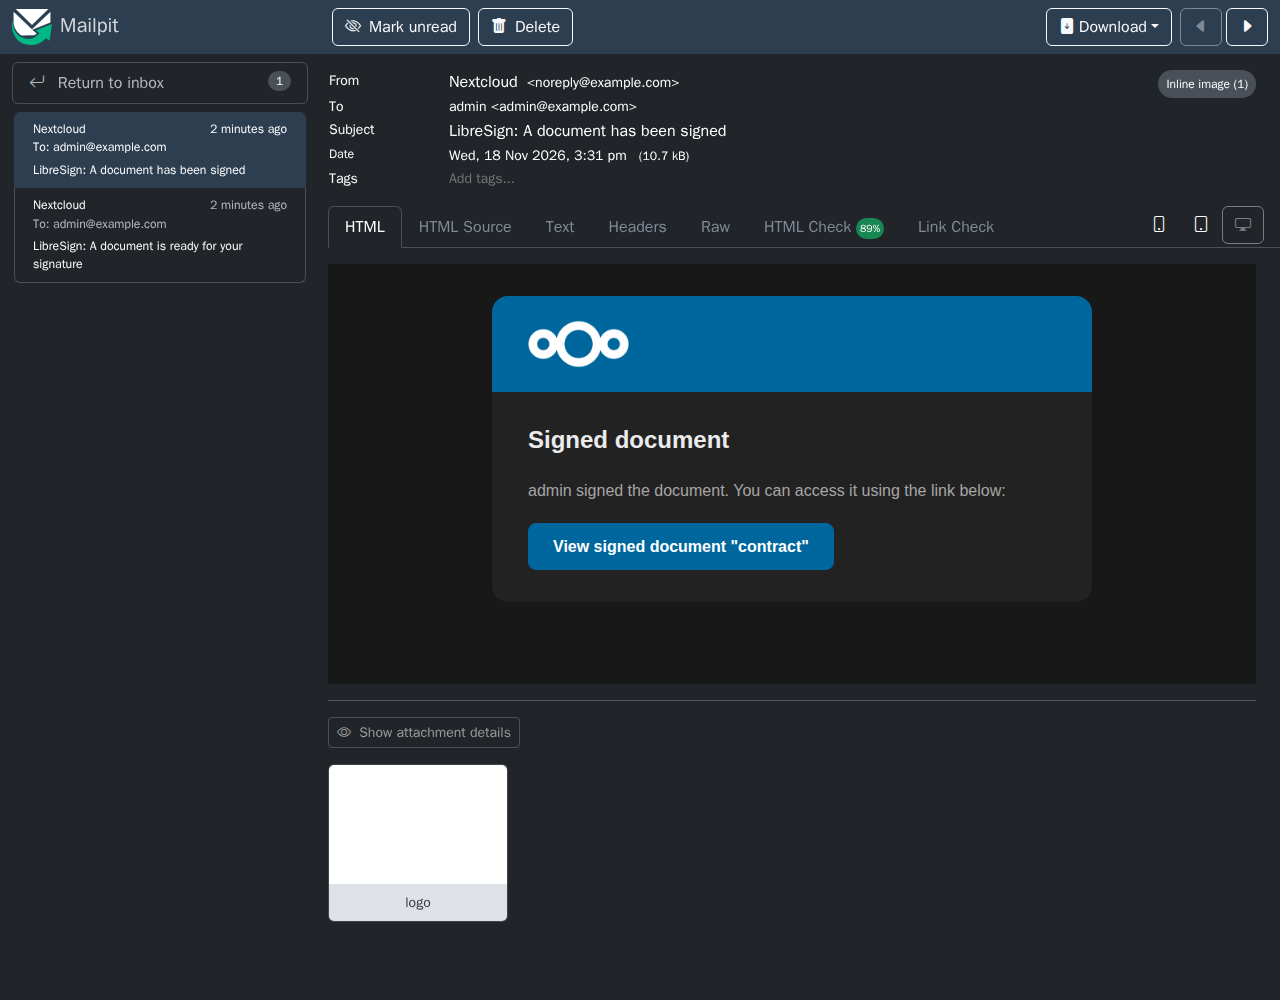 Mailpit
Mark unread
Delete
Download
Return to inbox
1
Nextcloud 2 minutes ago
To: admin@example.com
LibreSign: A document has been signed
Nextcloud 2 minutes ago
To: admin@example.com
LibreSign: A document is ready for your
signature
From Nextcloud <noreply@example.com>
Inline image (1)
To admin <admin@example.com>
Subject LibreSign: A document has been signed
Date Wed, 18 Nov 2026, 3:31 pm (10.7 kB)
Tags Add tags...
HTML HTML Source Text Headers Raw HTML Check 89% Link Check
Signed document
admin signed the document. You can access it using the link below:
View signed document "contract"
Show attachment details
logo